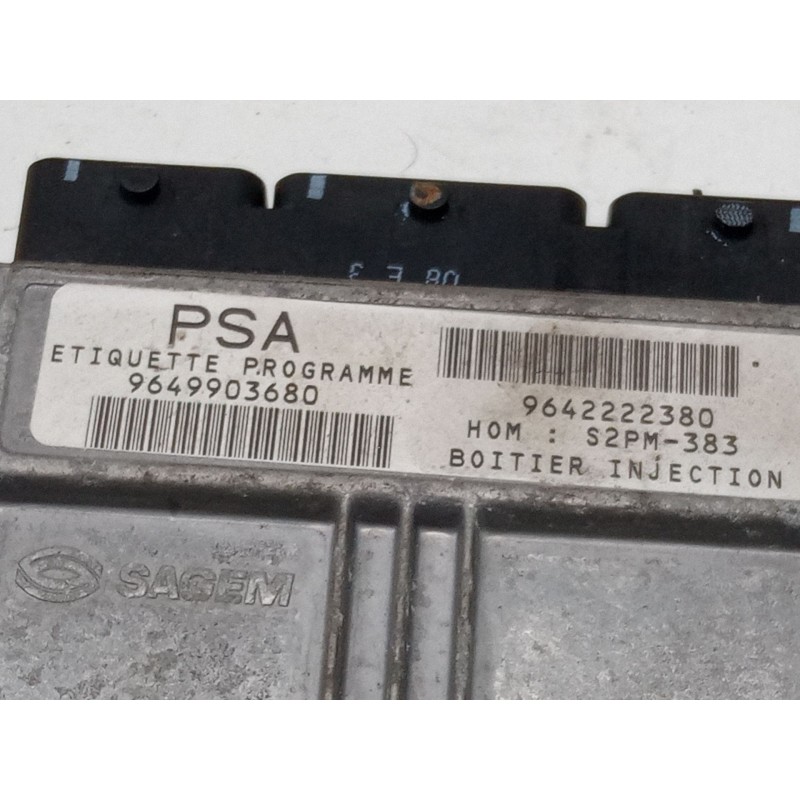 PSA
ETIQUETTE PROGRAMME
9649903680
9642222380
HOM : S2PM-383
BOITIER INJECTION
SAGEM